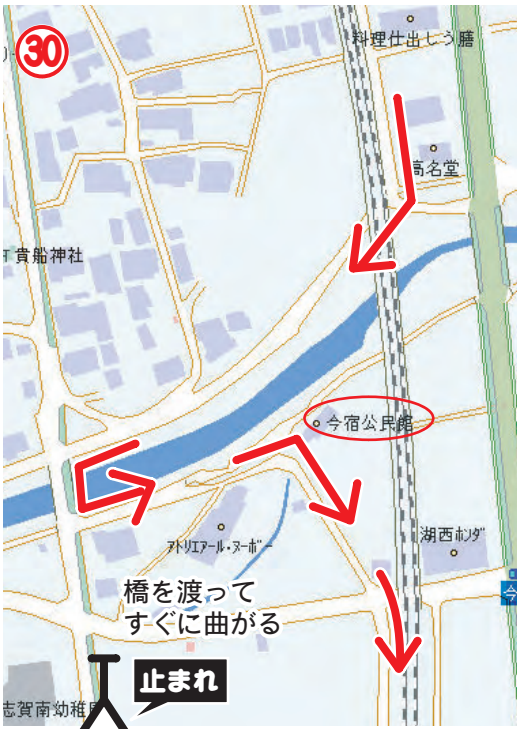 ㉚
料理仕出しう膳
高名堂
貴船神社
今宿公民館
アトリエアール・ヌーボー
湖西ホンダ
今
橋を渡って
すぐに曲がる
止まれ
志賀南幼稚